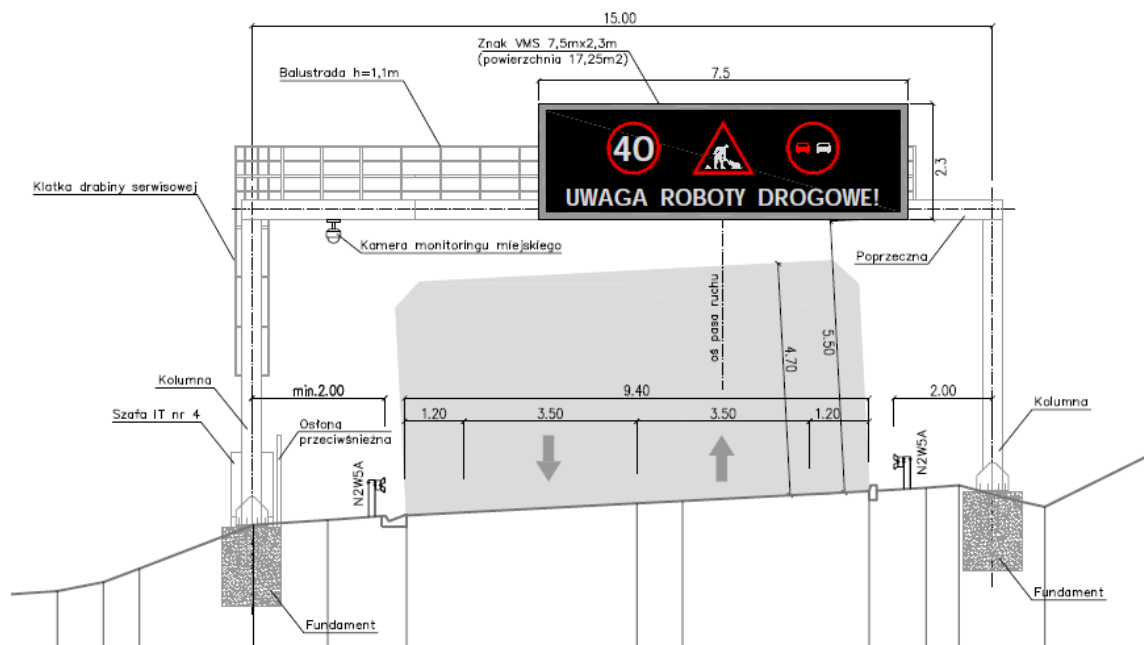 15.00
Znak VMS 7,5mx2,3m
(powierzchnia 17,25m2)
7.5
Balustrada h=1,1m
2.3
40
UWAGA ROBOTY DROGOWE!
Klatka drabiny serwisowej
Kamera monitoringu miejskiego
Poprzeczna
oś pasa ruchu
4.70
5.50
Kolumna
min.2.00
9.40
2.00
Kolumna
Szafa IT nr 4
Osłona
przeciwśnieżna
1.20
3.50
3.50
1.20
N2W5A
N2W5A
Fundament
Fundament